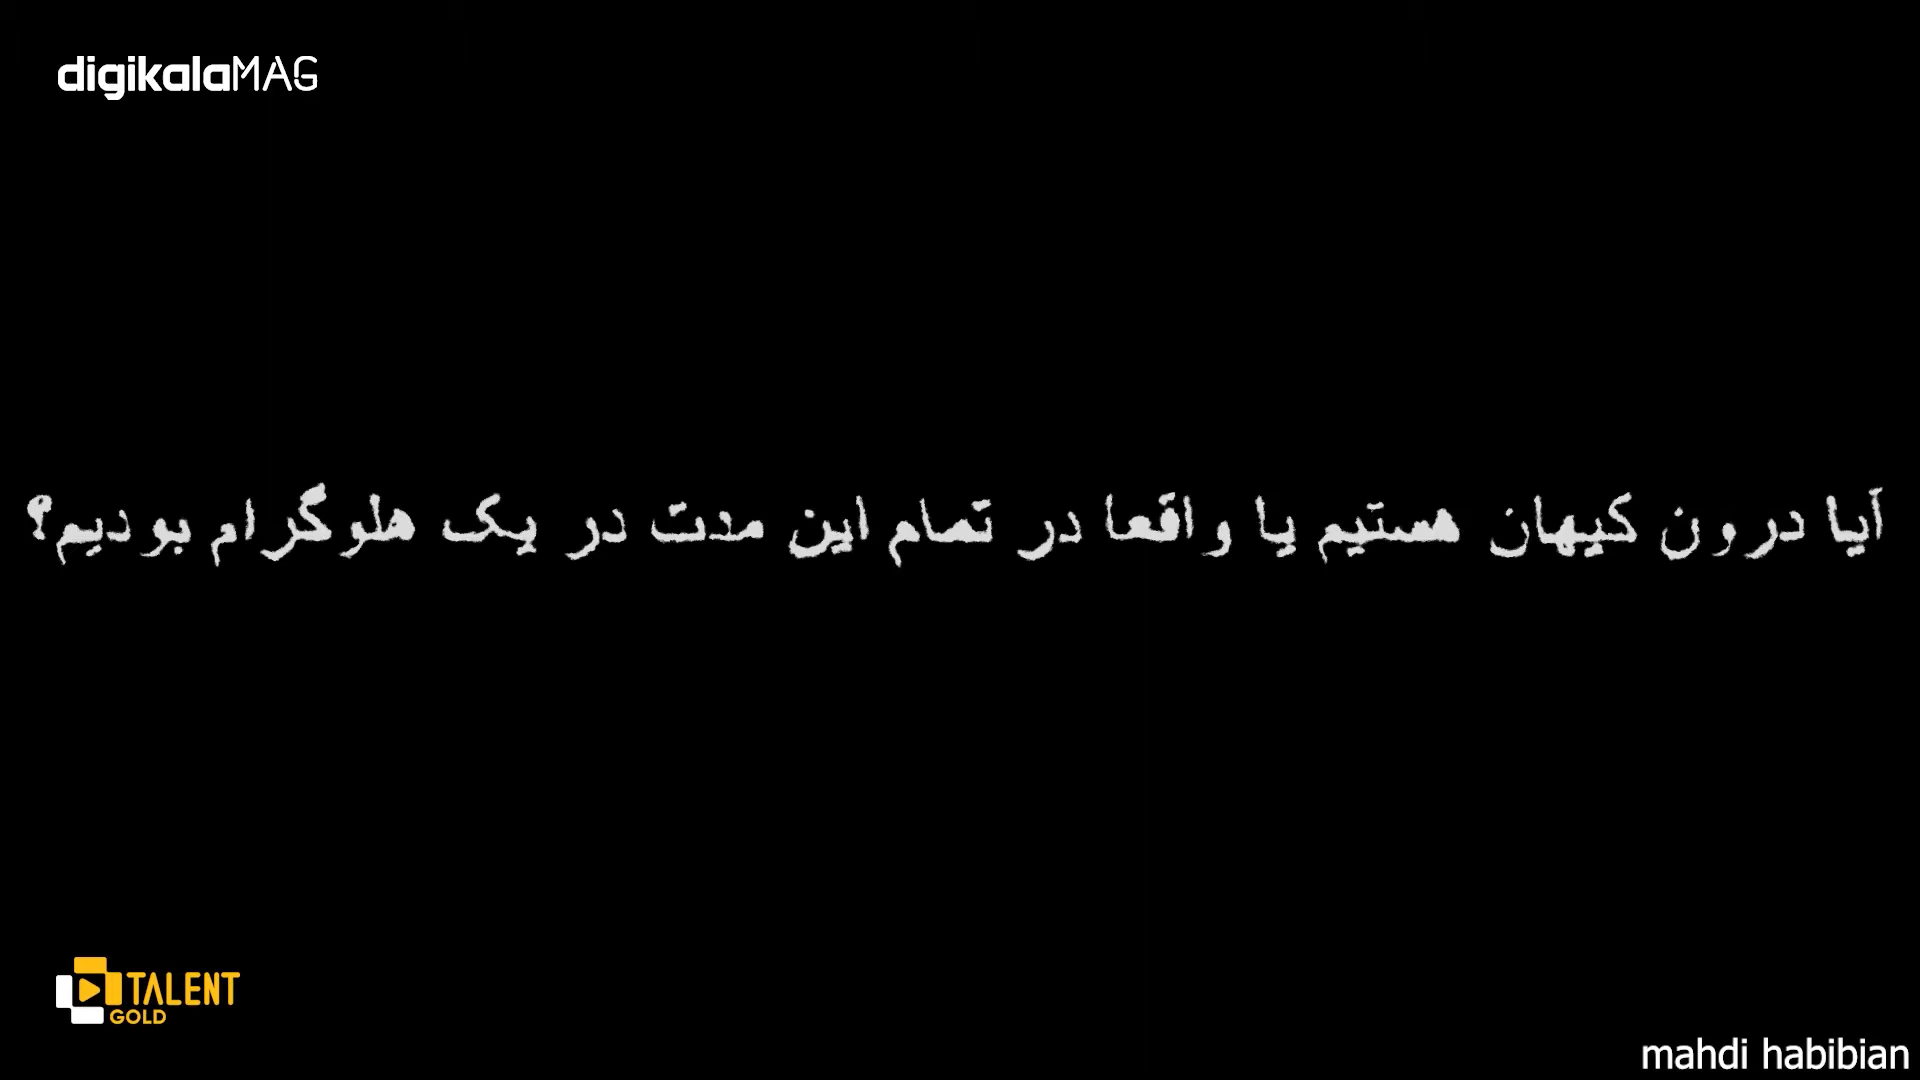 digikalaMAG
آیا درون کیهان هستیم یا واقعا در تمام این مدت در یک هلوگرام بودیم؟
TALENT
GOLD
mahdi habibian